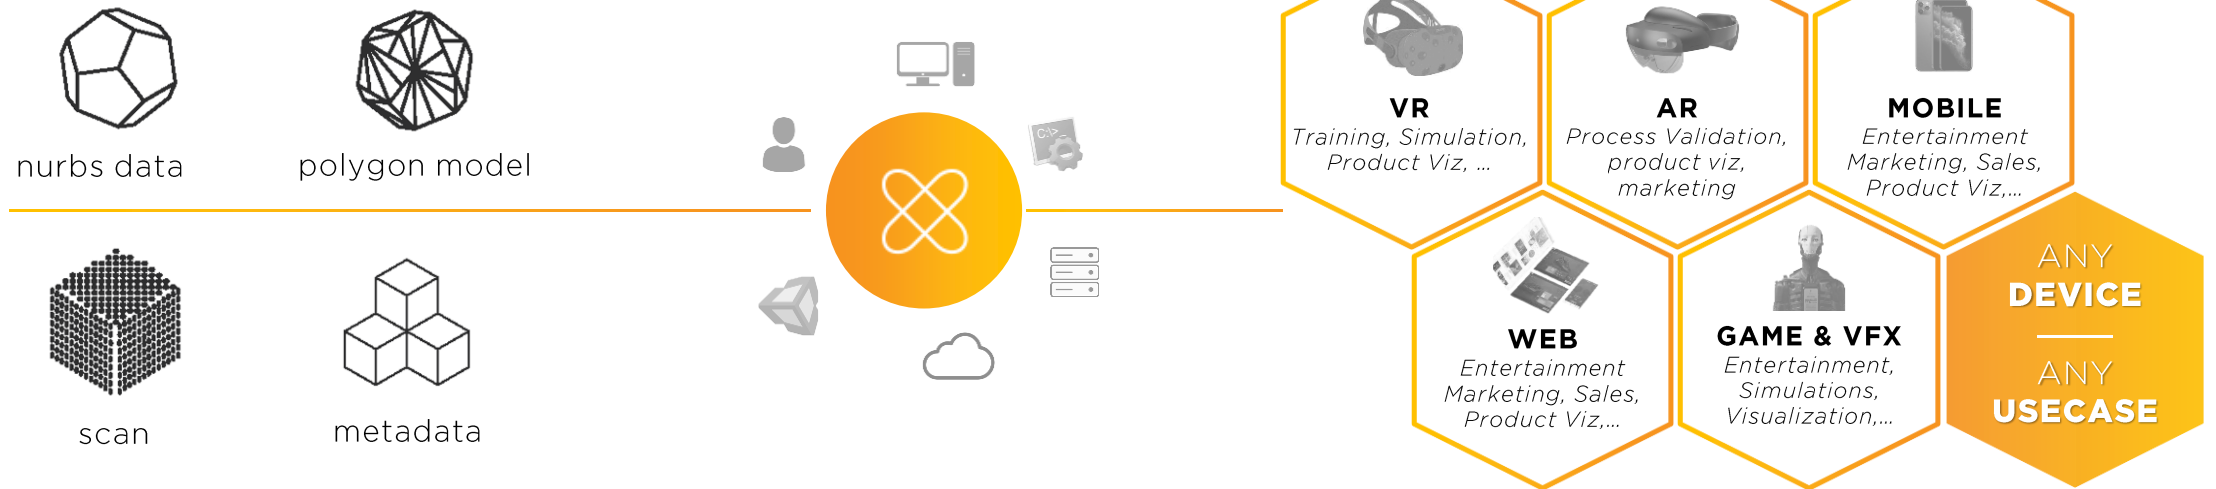 nurbs data
polygon model
scan
metadata
C:\>
VR
Training, Simulation,
Product Viz, ...
AR
Process Validation,
product viz,
marketing
MOBILE
Entertainment
Marketing, Sales,
Product Viz,...
WEB
Entertainment
Marketing, Sales,
Product Viz,...
GAME & VFX
Entertainment,
Simulations,
Visualization,...
ANY
DEVICE
ANY
USECASE